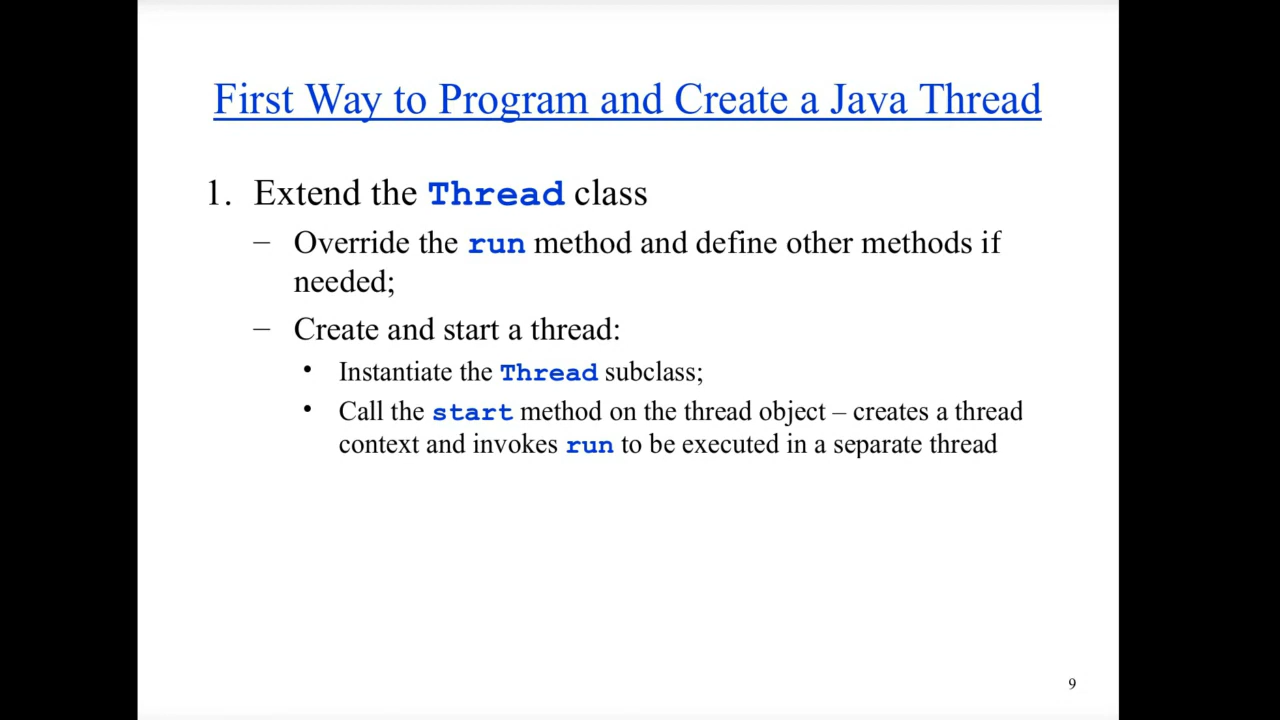 First Way to Program and Create a Java Thread
1. Extend the Thread class
– Override the run method and define other methods if
needed;
– Create and start a thread:
• Instantiate the Thread subclass;
• Call the start method on the thread object – creates a thread
context and invokes run to be executed in a separate thread
9